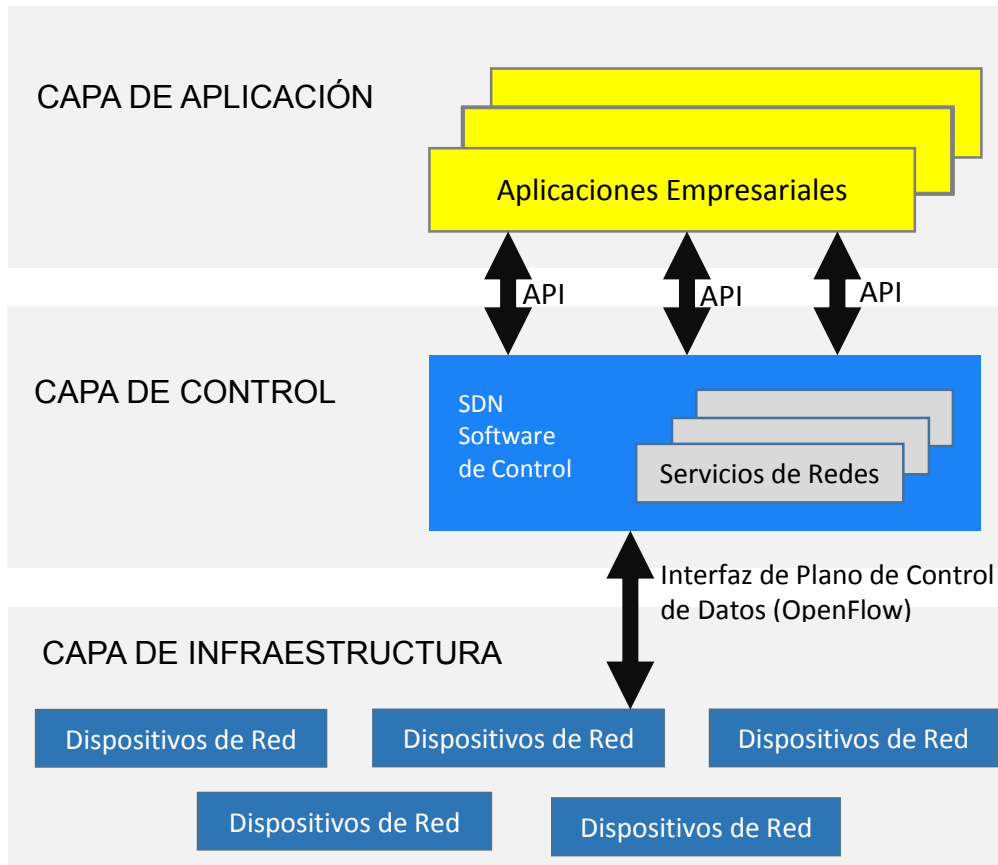 CAPA DE APLICACIÓN
Aplicaciones Empresariales
API
API
API
CAPA DE CONTROL
SDN
Software
de Control
Servicios de Redes
Interfaz de Plano de Control
de Datos (OpenFlow)
CAPA DE INFRAESTRUCTURA
Dispositivos de Red
Dispositivos de Red
Dispositivos de Red
Dispositivos de Red
Dispositivos de Red